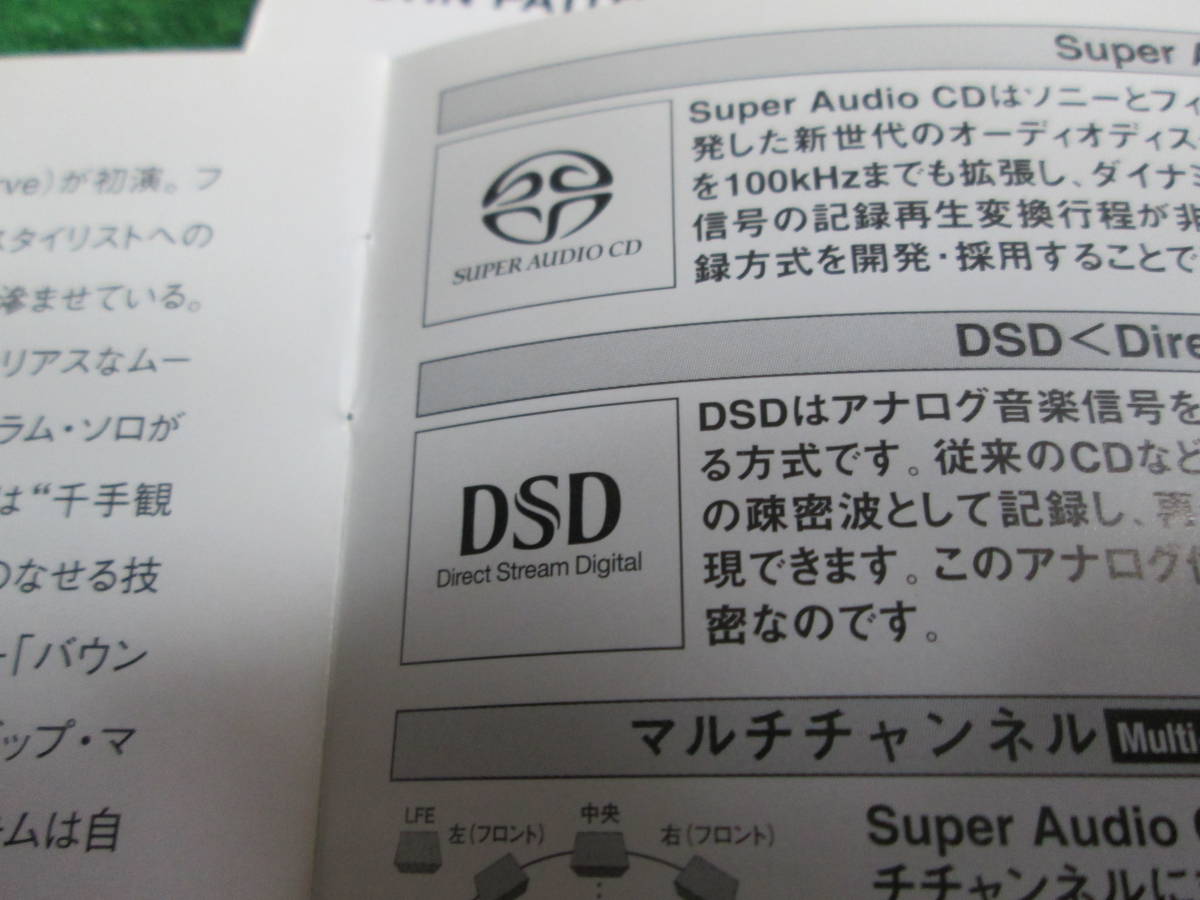 rve)が初演。フ
スタイリストへの
滲ませている。
リアスなムー
ラム・ソロが
は“千手観
のなせる技
「バウン
ップ・マ
ムは自
Super
Super Audio CDはソニーとフィ
発した新世代のオーディオディス
を100kHzまでも拡張し、ダイナミ
信号の記録再生変換行程が非
録方式を開発・採用することで
SUPER AUDIO CD
DSD<Dire
DSDはアナログ音楽信号を
る方式です。従来のCDなど
の疎密波として記録し、再
現できます。このアナログ
密なのです。
DSD
Direct Stream Digital
マルチチャンネル Multi
LFE
左(フロント)
中央
右(フロント)
Super Audio
チチャンネルに